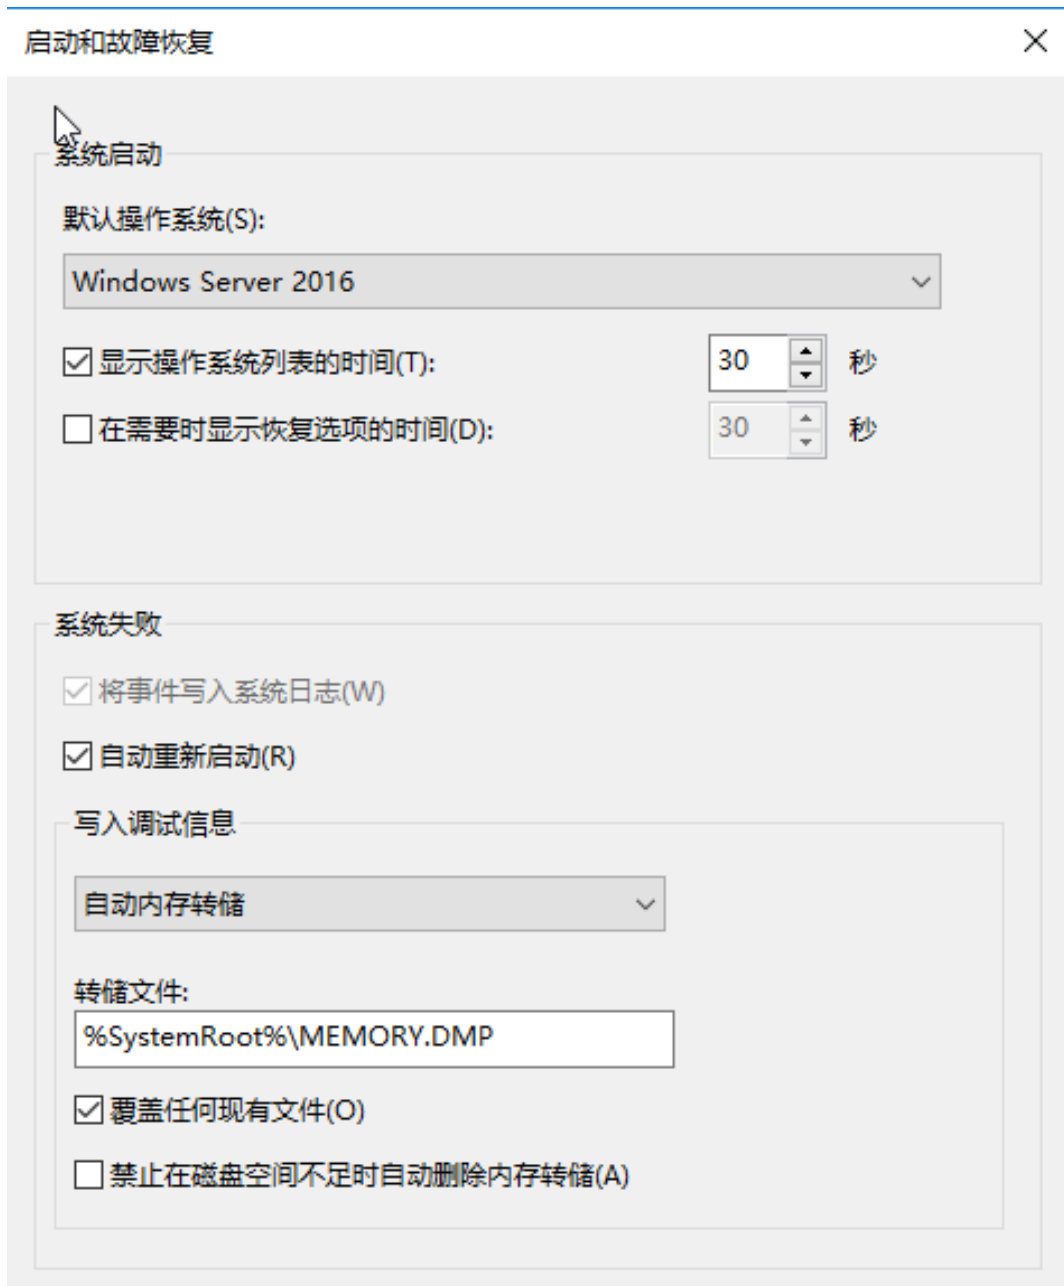 启动和故障恢复
系统启动
默认操作系统(S):
Windows Server 2016
显示操作系统列表的时间(T): 30 秒
在需要时显示恢复选项的时间(D): 30 秒
系统失败
将事件写入系统日志(W)
自动重新启动(R)
写入调试信息
自动内存转储
转储文件:
%SystemRoot%\MEMORY.DMP
覆盖任何现有文件(O)
禁止在磁盘空间不足时自动删除内存转储(A)